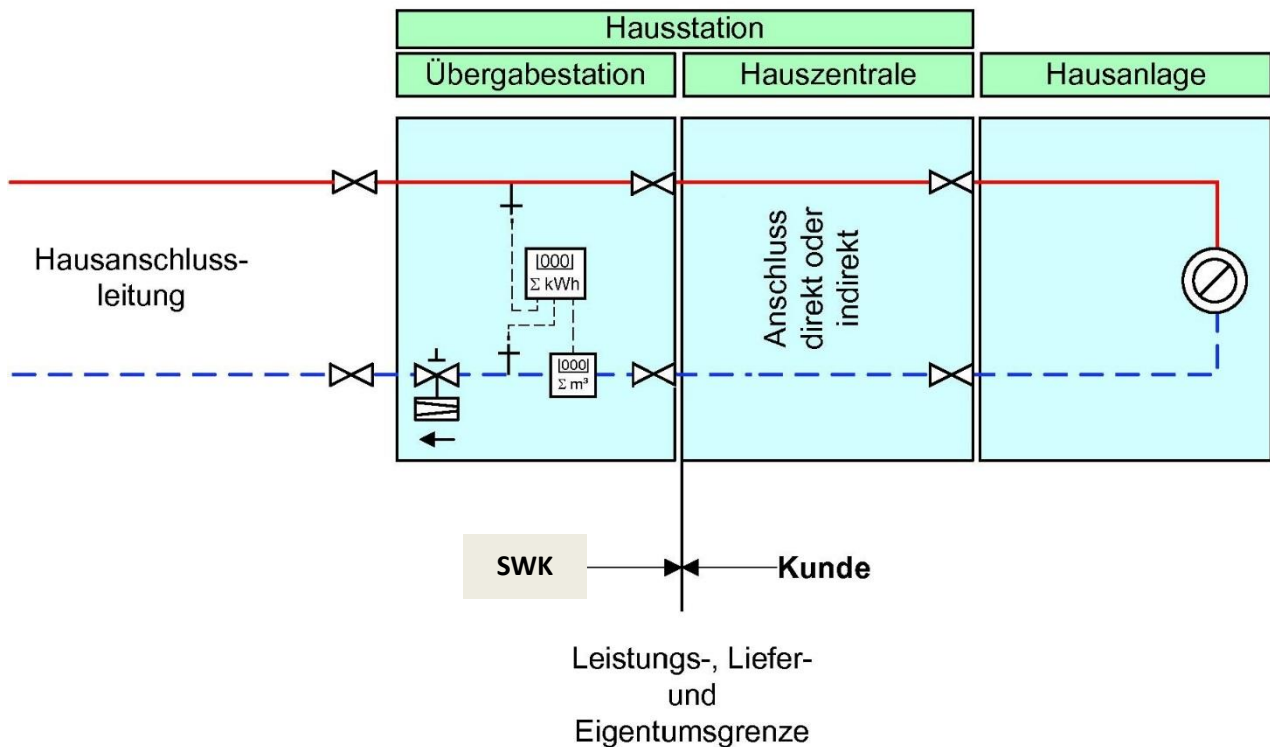 Hausstation
Übergabestation
Hauszentrale
Hausanlage
Hausanschluss-
leitung
|000|
Σ kWh
|000|
Σ m³
Anschluss
direkt oder
indirekt
SWK
Kunde
Leistungs-, Liefer-
und
Eigentumsgrenze